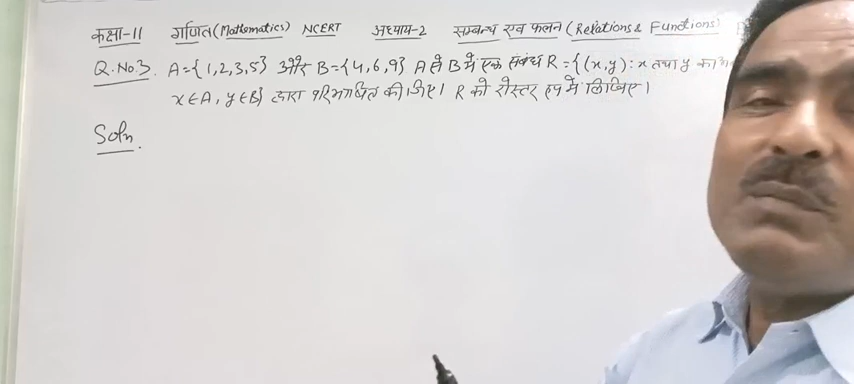 कक्षा-11 गणित(Mathematics) NCERT अध्याय-2 सम्बन्ध एवं फलन (Relations & Functions)
Q.No.3. A={1,2,3,5} और B={4,6,9} A से B में एक संबंध R={(x,y): x तथा y का
x∈A, y∈B} द्वारा परिभाषित कीजिए। R को रोस्टर रूप में लिखिए।
Soln.